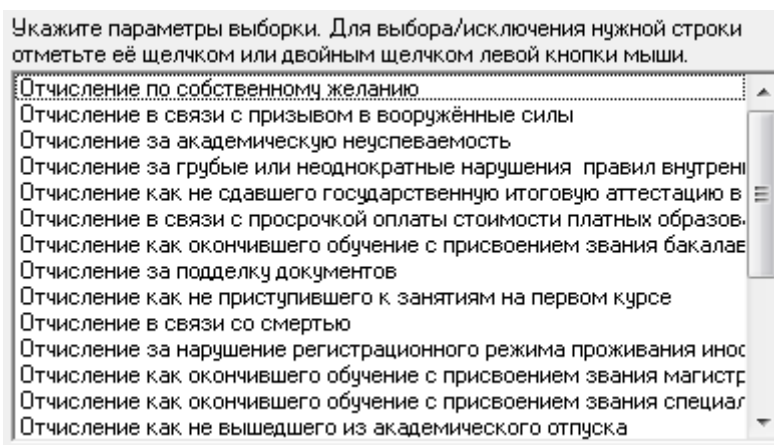 Укажите параметры выборки. Для выбора/исключения нужной строки
отметьте её щелчком или двойным щелчком левой кнопки мыши.
Отчисление по собственному желанию
Отчисление в связи с призывом в вооружённые силы
Отчисление за академическую неуспеваемость
Отчисление за грубые или неоднократные нарушения  правил внутрен
Отчисление как не сдавшего государственную итоговую аттестацию в
Отчисление в связи с просрочкой оплаты стоимости платных образов
Отчисление как окончившего обучение с присвоением звания бакалав
Отчисление за подделку документов
Отчисление как не приступившего к занятиям на первом курсе
Отчисление в связи со смертью
Отчисление за нарушение регистрационного режима проживания инос
Отчисление как окончившего обучение с присвоением звания магистр
Отчисление как окончившего обучение с присвоением звания специал
Отчисление как не вышедшего из академического отпуска